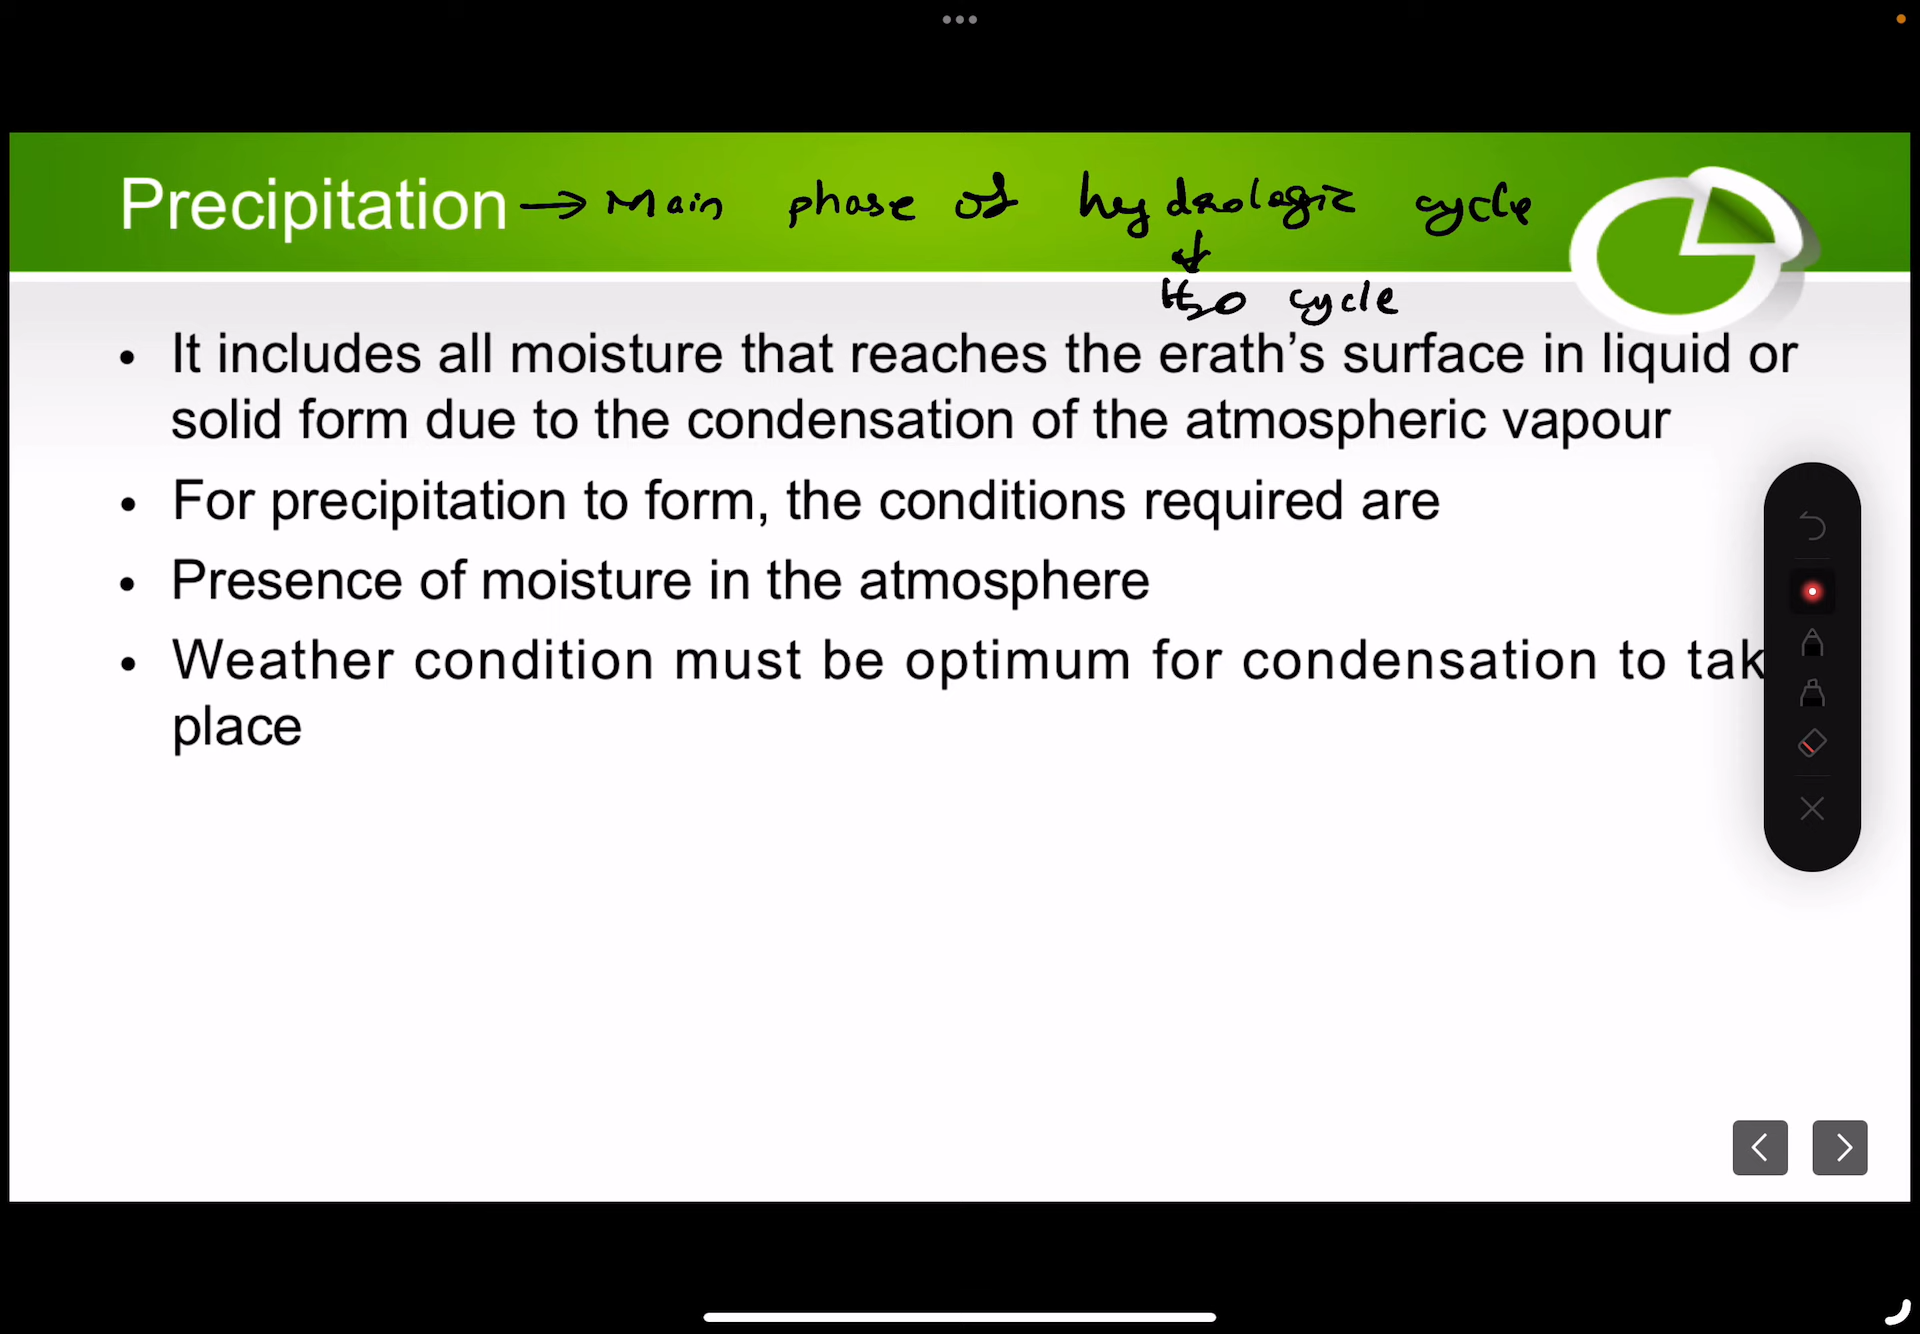 Precipitation → Main phase of hydrologic cycle
↓
H2O cycle
• It includes all moisture that reaches the erath’s surface in liquid or
solid form due to the condensation of the atmospheric vapour
• For precipitation to form, the conditions required are
• Presence of moisture in the atmosphere
• Weather condition must be optimum for condensation to tak
place